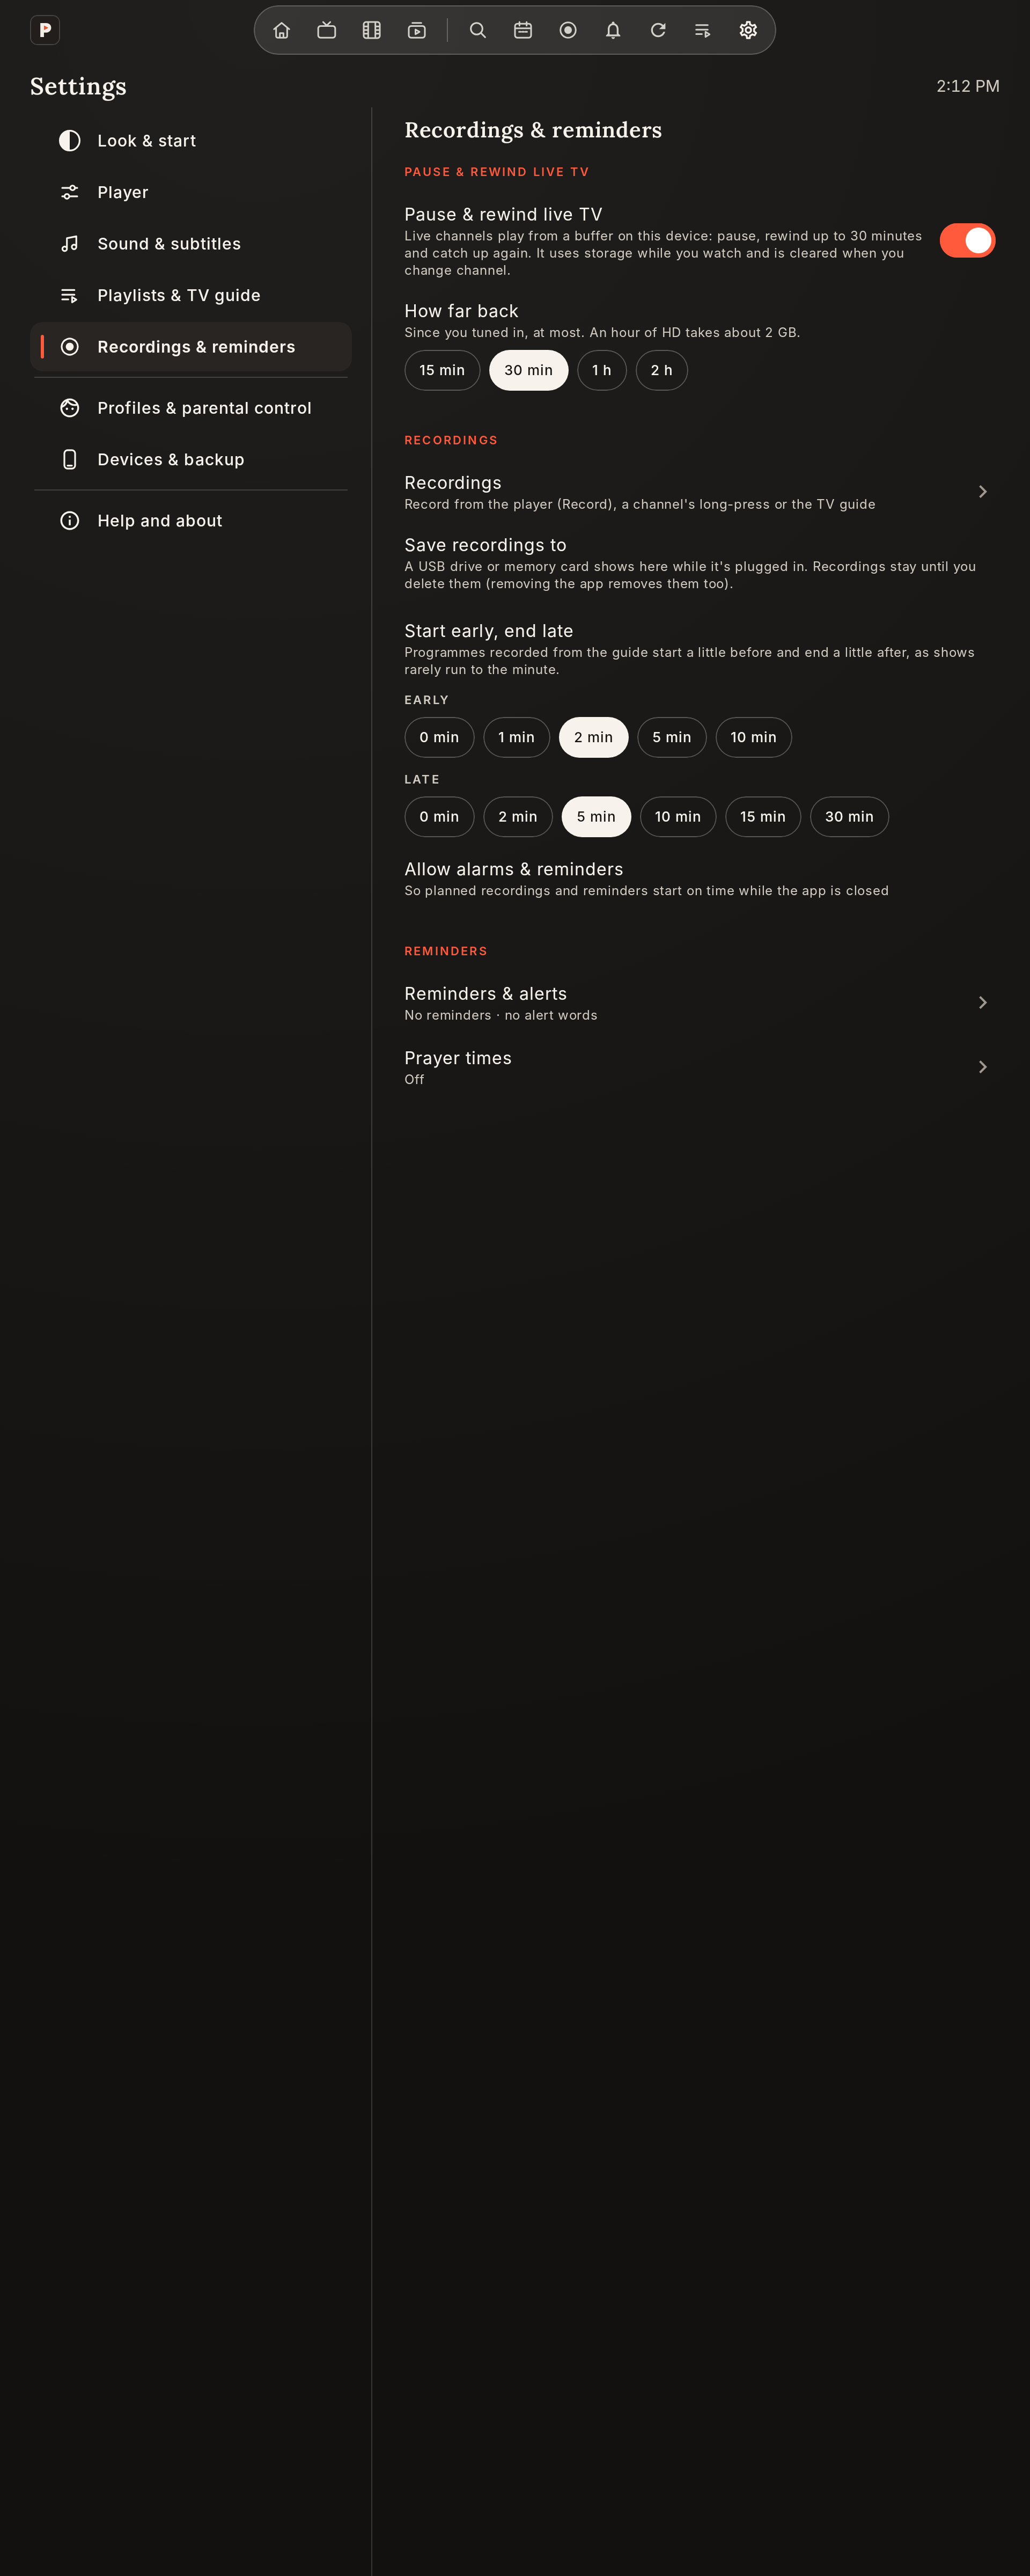 P
Settings
2:12 PM
Look & start
Player
Sound & subtitles
Playlists & TV guide
Recordings & reminders
Profiles & parental control
Devices & backup
Help and about
Recordings & reminders
PAUSE & REWIND LIVE TV
Pause & rewind live TV
Live channels play from a buffer on this device: pause, rewind up to 30 minutes
and catch up again. It uses storage while you watch and is cleared when you
change channel.
How far back
Since you tuned in, at most. An hour of HD takes about 2 GB.
15 min 30 min 1 h 2 h
RECORDINGS
Recordings
Record from the player (Record), a channel's long-press or the TV guide
Save recordings to
A USB drive or memory card shows here while it's plugged in. Recordings stay until you
delete them (removing the app removes them too).
Start early, end late
Programmes recorded from the guide start a little before and end a little after, as shows
rarely run to the minute.
EARLY
0 min 1 min 2 min 5 min 10 min
LATE
0 min 2 min 5 min 10 min 15 min 30 min
Allow alarms & reminders
So planned recordings and reminders start on time while the app is closed
REMINDERS
Reminders & alerts
No reminders · no alert words
Prayer times
Off